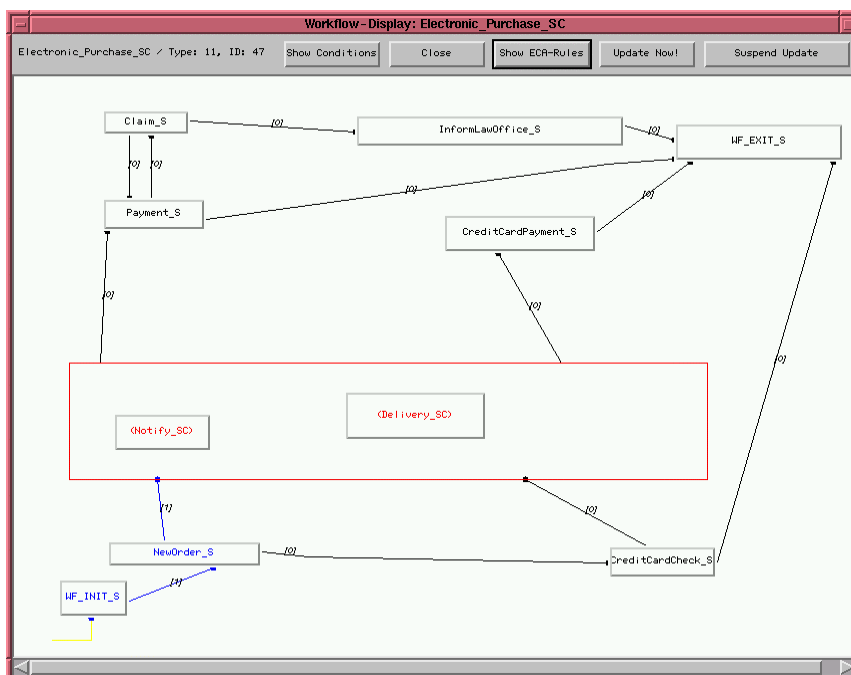 Workflow-Display: Electronic_Purchase_SC
Electronic_Purchase_SC / Type: 11, ID: 47
Show Conditions
Close
Show ECA-Rules
Update Now!
Suspend Update
Claim_S
[0]
InformLawOffice_S
[0]
WF_EXIT_S
[0]
[0]
[0]
[0]
Payment_S
CreditCardPayment_S
[0]
[0]
[0]
(Delivery_SC)
(Notify_SC)
[1]
[0]
NewOrder_S
[0]
CreditCardCheck_S
[1]
WF_INIT_S